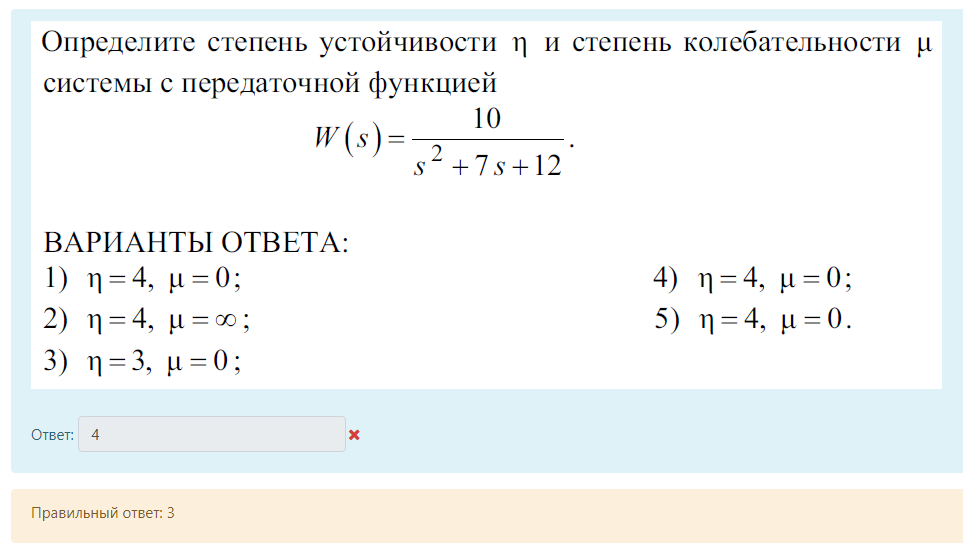 Определите степень устойчивости η и степень колебательности μ
системы с передаточной функцией
W(s) = 10 / (s² + 7s + 12).
ВАРИАНТЫ ОТВЕТА:
1) η = 4, μ = 0;
4) η = 4, μ = 0;
2) η = 4, μ = ∞;
5) η = 4, μ = 0.
3) η = 3, μ = 0;
Ответ: 4
Правильный ответ: 3